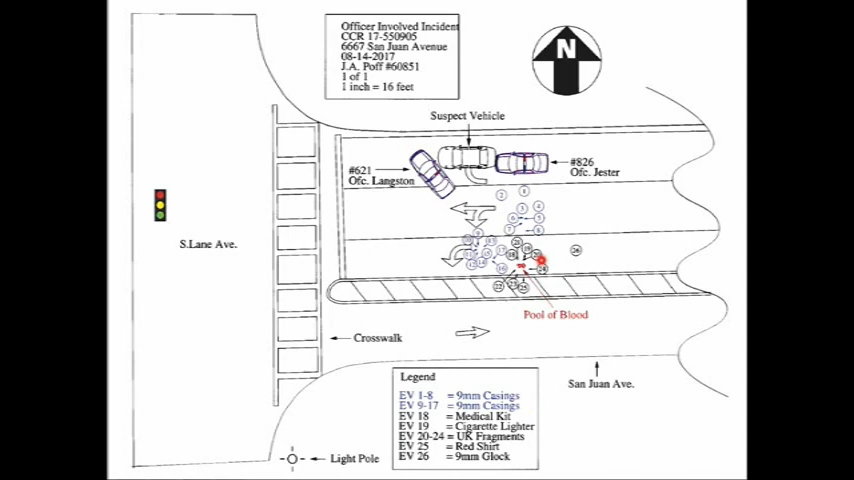 Officer Involved Incident
CCR 17-550905
6667 San Juan Avenue
08-14-2017
J.A. Poff #60851
1 of 1
1 inch = 16 feet
N
Suspect Vehicle
#621
Ofc. Langston
#826
Ofc. Jester
S.Lane Ave.
Pool of Blood
Crosswalk
San Juan Ave.
Light Pole
Legend
EV 1-8 = 9mm Casings
EV 9-17 = 9mm Casings
EV 18 = Medical Kit
EV 19 = Cigarette Lighter
EV 20-24 = UK Fragments
EV 25 = Red Shirt
EV 26 = 9mm Glock